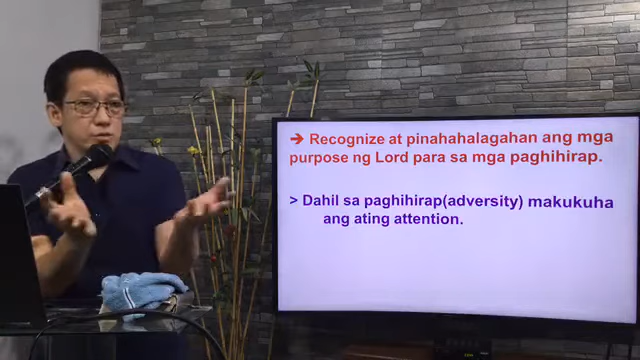 ➔ Recognize at pinahahalagahan ang mga
purpose ng Lord para sa mga paghihirap.
> Dahil sa paghihirap(adversity) makukuha
ang ating attention.